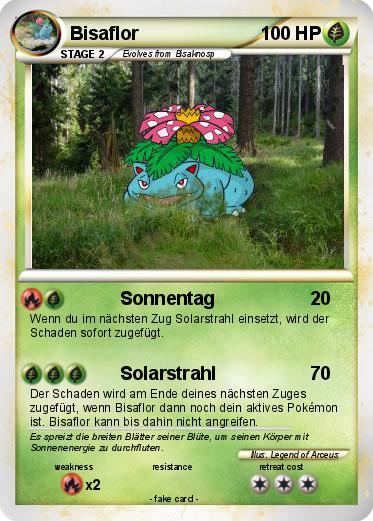 Bisaflor 100 HP
STAGE 2 Evolves from Bisaknosp
Sonnentag 20
Wenn du im nächsten Zug Solarstrahl einsetzt, wird der
Schaden sofort zugefügt.
Solarstrahl 70
Der Schaden wird am Ende deines nächsten Zuges
zugefügt, wenn Bisaflor dann noch dein aktives Pokémon
ist. Bisaflor kann bis dahin nicht angreifen.
Es spreizt die breiten Blätter seiner Blüte, um seinen Körper mit
Sonnenenergie zu durchfluten.
Illus. Legend of Arceus
weakness resistance retreat cost
x2
- fake card -